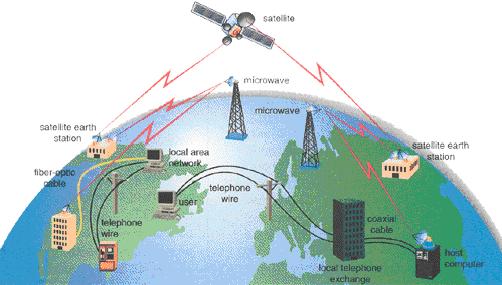 satellite
microwave
microwave
satellite earth
station
local area
network
satellite earth
station
fiber-optic
cable
telephone
wire
user
telephone
wire
coaxial
cable
host
computer
local telephone
exchange